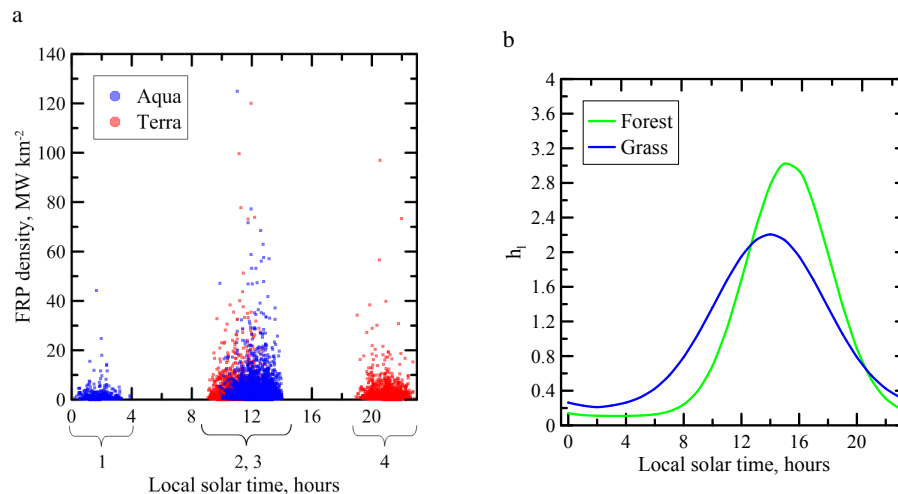 a
FRP density, MW km-2
140
120
100
80
60
40
20
0
Aqua
Terra
0 4 8 12 16 20
1 2, 3 4
Local solar time, hours
b
h1
4
3.6
3.2
2.8
2.4
2
1.6
1.2
0.8
0.4
0
Forest
Grass
0 4 8 12 16 20
Local solar time, hours